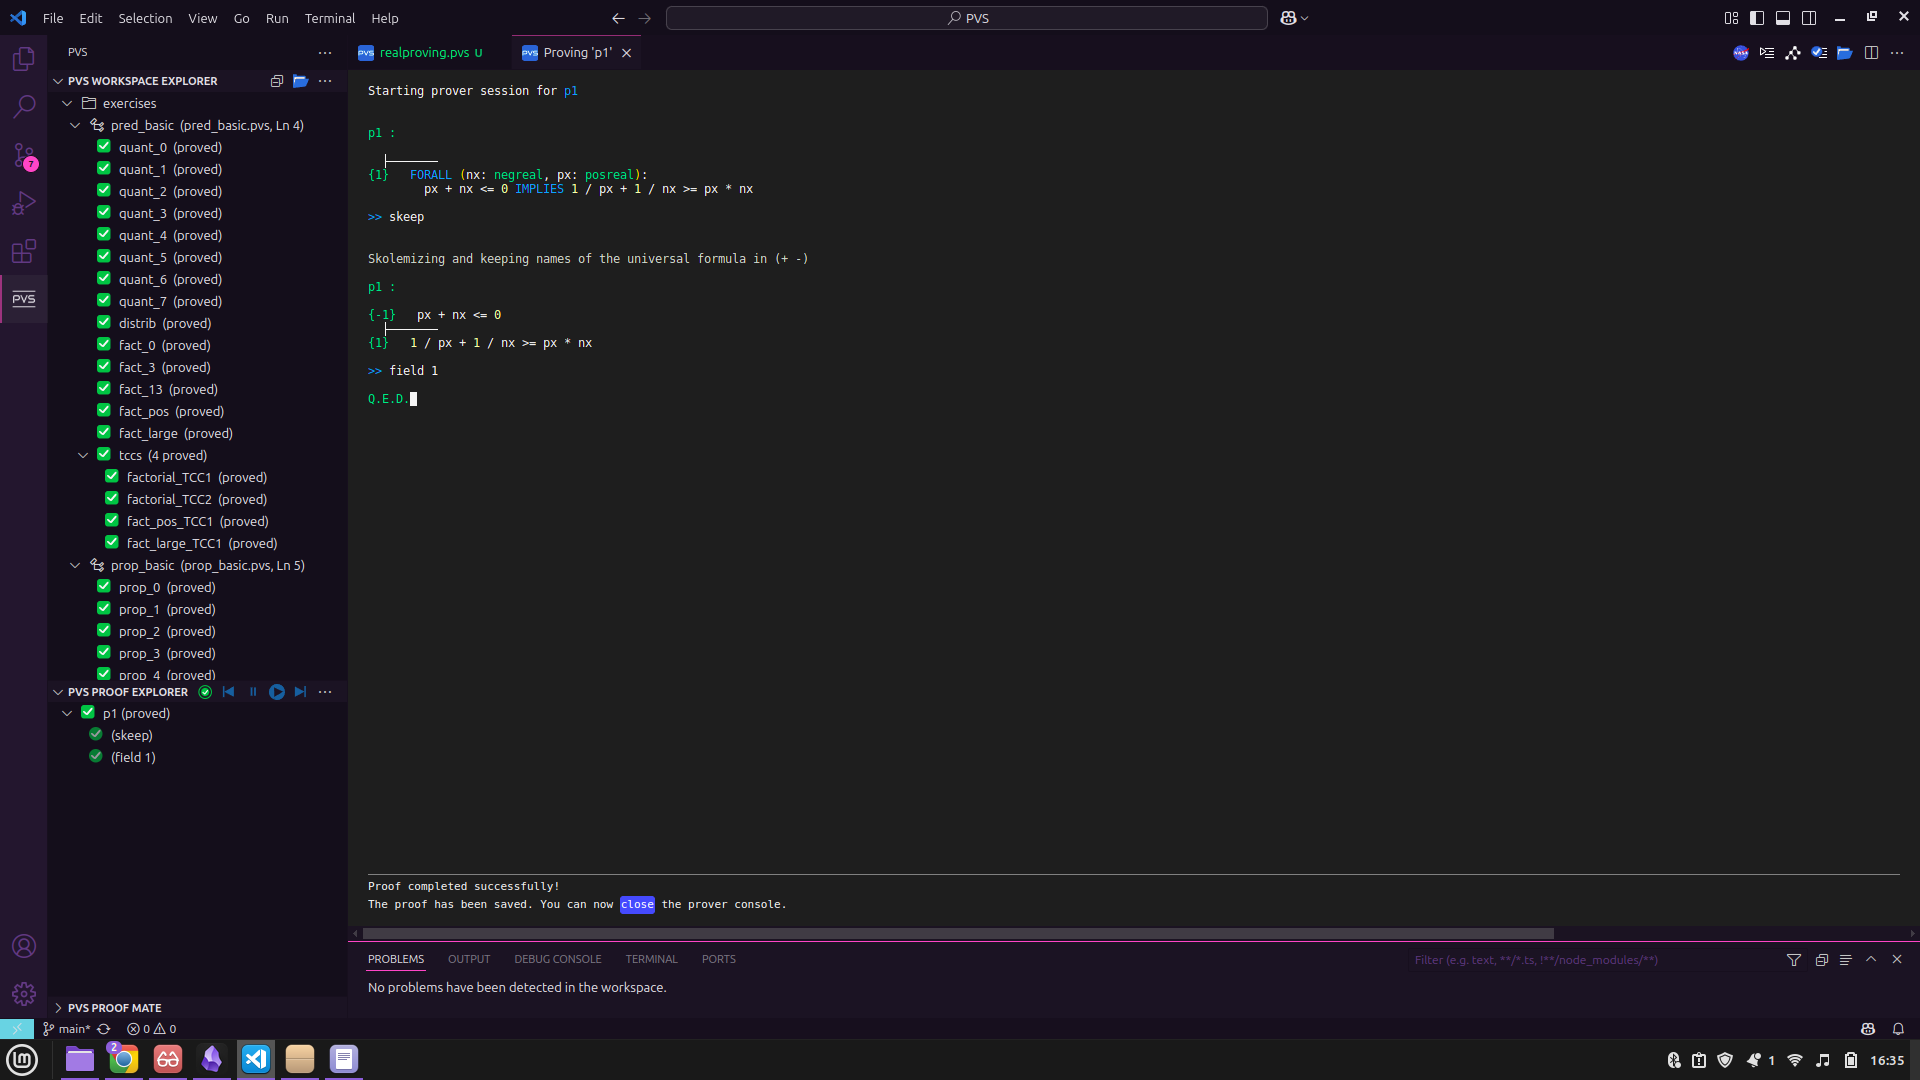 File Edit Selection View Go Run Terminal Help
PVS
PVS
realproving.pvs U
Proving 'p1'
PVS WORKSPACE EXPLORER
exercises
pred_basic (pred_basic.pvs, Ln 4)
quant_0 (proved)
quant_1 (proved)
quant_2 (proved)
quant_3 (proved)
quant_4 (proved)
quant_5 (proved)
quant_6 (proved)
quant_7 (proved)
distrib (proved)
fact_0 (proved)
fact_3 (proved)
fact_13 (proved)
fact_pos (proved)
fact_large (proved)
tccs (4 proved)
factorial_TCC1 (proved)
factorial_TCC2 (proved)
fact_pos_TCC1 (proved)
fact_large_TCC1 (proved)
prop_basic (prop_basic.pvs, Ln 5)
prop_0 (proved)
prop_1 (proved)
prop_2 (proved)
prop_3 (proved)
prop_4 (proved)
PVS PROOF EXPLORER
p1 (proved)
(skeep)
(field 1)
PVS PROOF MATE
7
PVS
Starting prover session for p1
p1 :
{1} FORALL (nx: negreal, px: posreal):
px + nx <= 0 IMPLIES 1 / px + 1 / nx >= px * nx
>> skeep
Skolemizing and keeping names of the universal formula in (+ -)
p1 :
{-1} px + nx <= 0
{1} 1 / px + 1 / nx >= px * nx
>> field 1
Q.E.D.
Proof completed successfully!
The proof has been saved. You can now close the prover console.
PROBLEMS OUTPUT DEBUG CONSOLE TERMINAL PORTS
Filter (e.g. text, **/*.ts, !**/node_modules/**)
No problems have been detected in the workspace.
main* 0 0
2
1 16:35